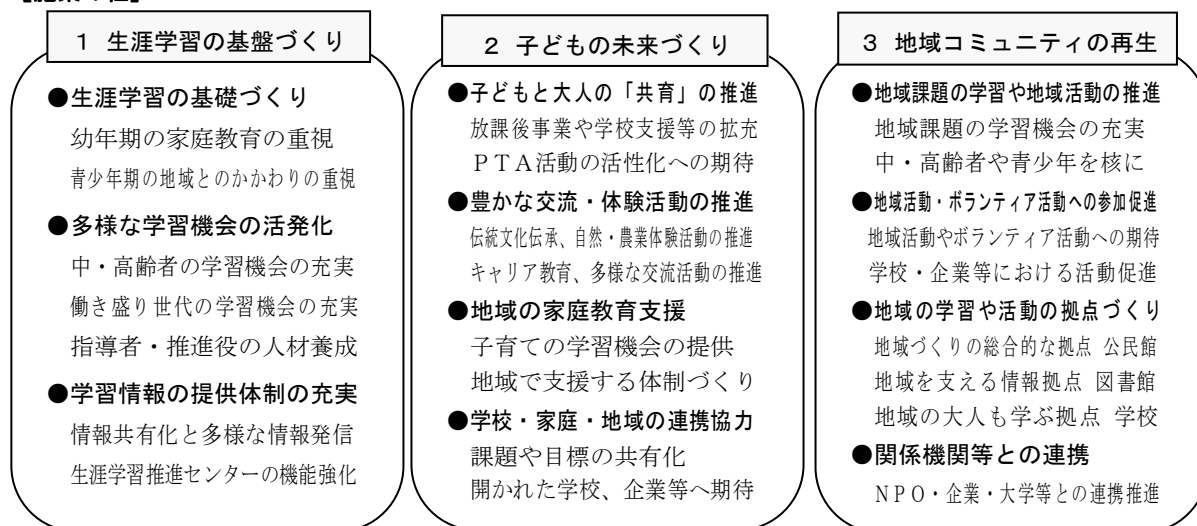 1 生涯学習の基盤づくり
●生涯学習の基礎づくり
幼年期の家庭教育の重視
青少年期の地域とのかかわりの重視
●多様な学習機会の活発化
中・高齢者の学習機会の充実
働き盛り世代の学習機会の充実
指導者・推進役の人材養成
●学習情報の提供体制の充実
情報共有化と多様な情報発信
生涯学習推進センターの機能強化
2 子どもの未来づくり
●子どもと大人の「共育」の推進
放課後事業や学校支援等の拡充
ＰＴＡ活動の活性化への期待
●豊かな交流・体験活動の推進
伝統文化伝承、自然・農業体験活動の推進
キャリア教育、多様な交流活動の推進
●地域の家庭教育支援
子育ての学習機会の提供
地域で支援する体制づくり
●学校・家庭・地域の連携協力
課題や目標の共有化
開かれた学校、企業等へ期待
3 地域コミュニティの再生
●地域課題の学習や地域活動の推進
地域課題の学習機会の充実
中・高齢者や青少年を核に
●地域活動・ボランティア活動への参加促進
地域活動やボランティア活動への期待
学校・企業等における活動促進
●地域の学習や活動の拠点づくり
地域づくりの総合的な拠点 公民館
地域を支える情報拠点 図書館
地域の大人も学ぶ拠点 学校
●関係機関等との連携
ＮＰＯ・企業・大学等との連携推進